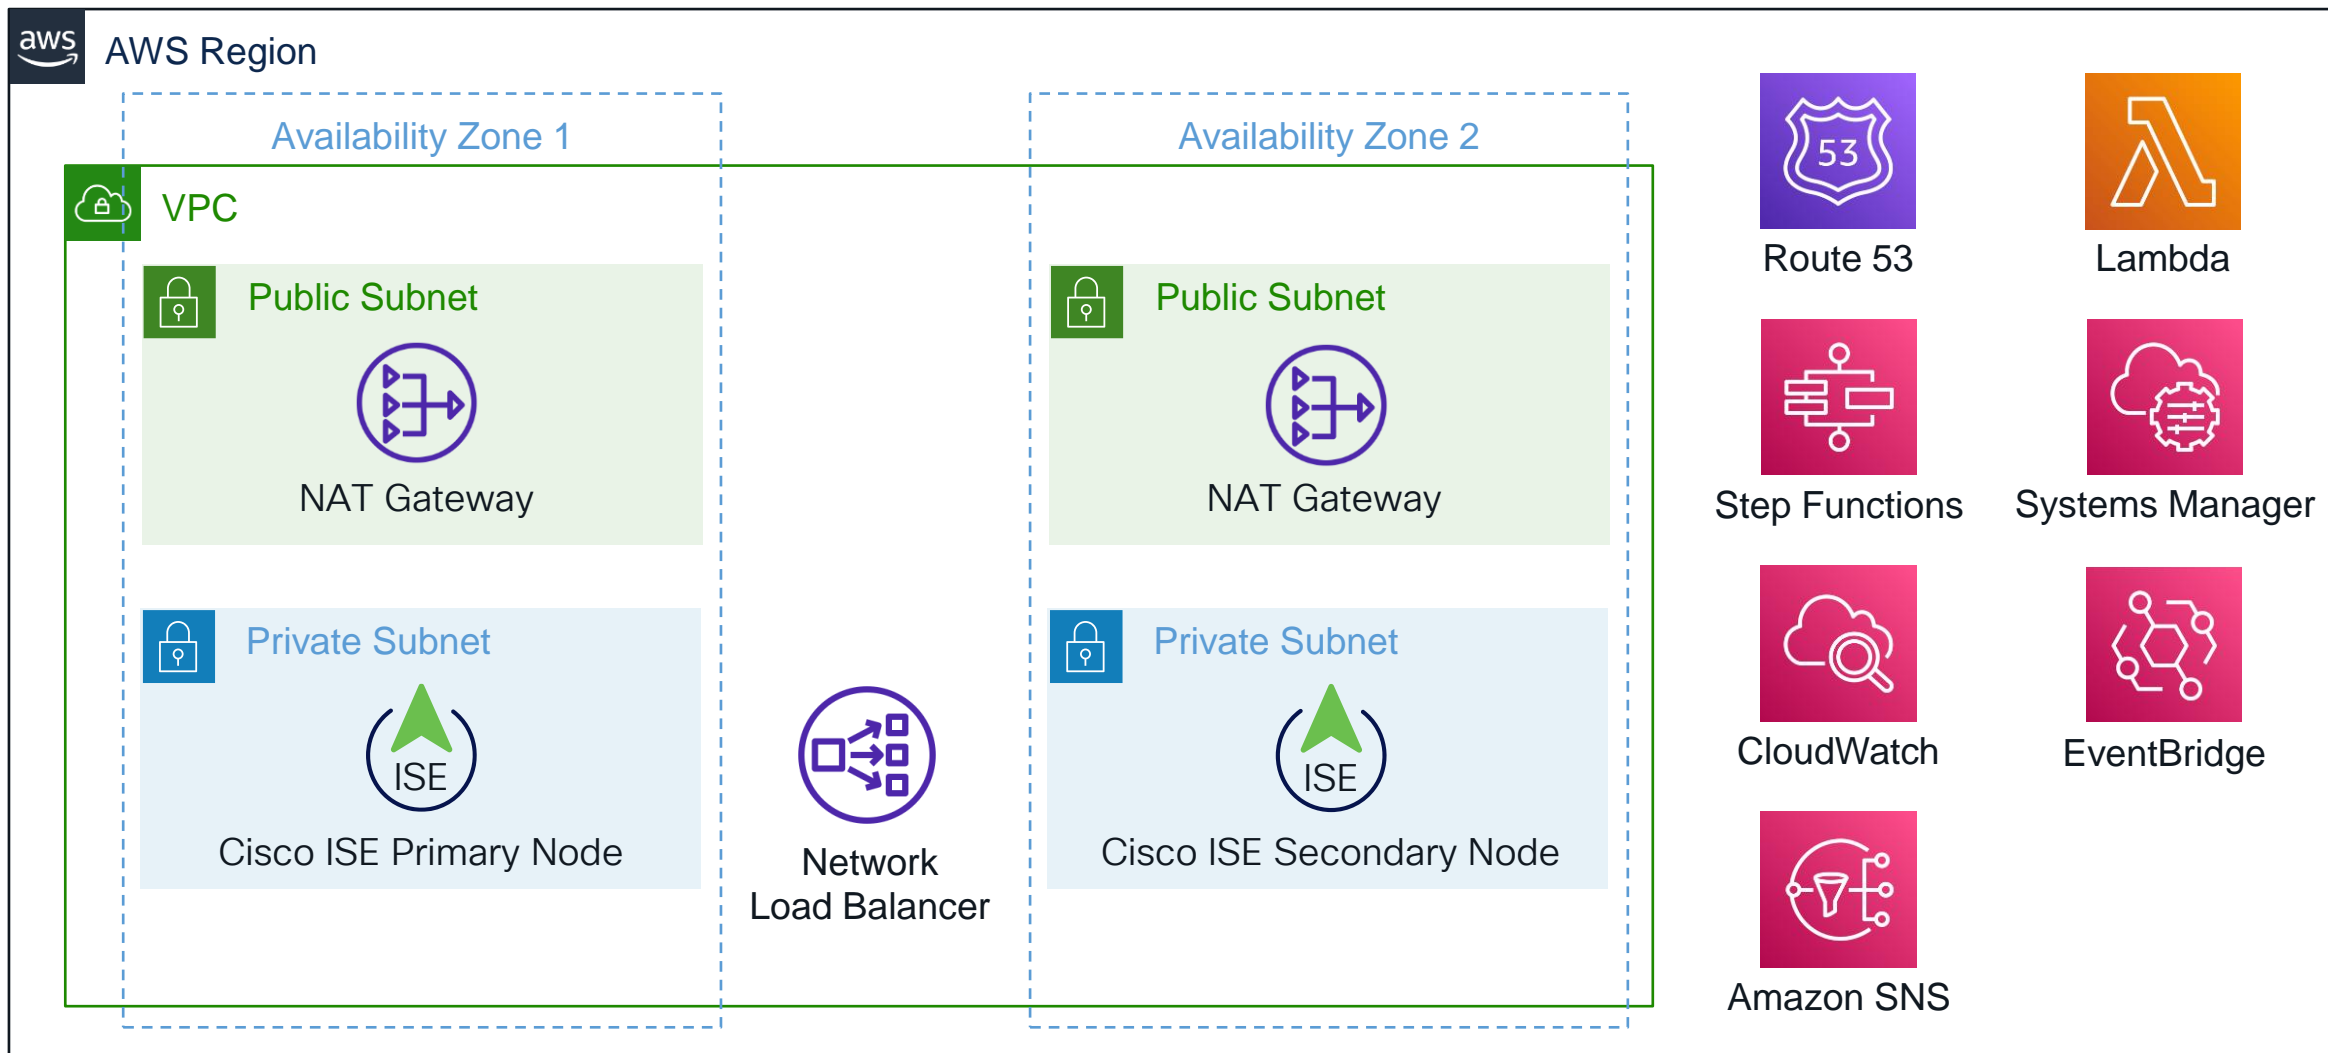 aws
AWS Region
Availability Zone 1
Availability Zone 2
VPC
Public Subnet
NAT Gateway
Public Subnet
NAT Gateway
Private Subnet
ISE
Cisco ISE Primary Node
Network
Load Balancer
Private Subnet
ISE
Cisco ISE Secondary Node
53
Route 53
Lambda
Step Functions
Systems Manager
CloudWatch
EventBridge
Amazon SNS